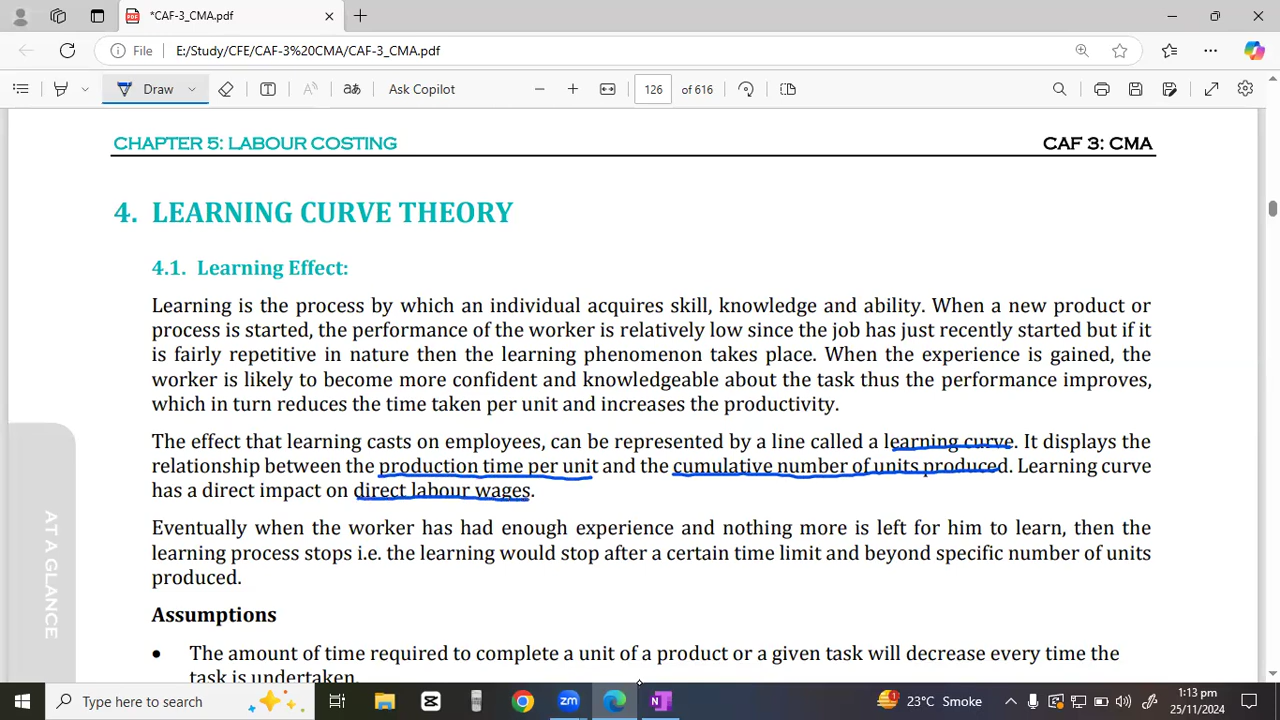 *CAF-3_CMA.pdf
File E:/Study/CFE/CAF-3%20CMA/CAF-3_CMA.pdf
Draw Ask Copilot 126 of 616
CHAPTER 5: LABOUR COSTING CAF 3: CMA
4. LEARNING CURVE THEORY
4.1. Learning Effect:
Learning is the process by which an individual acquires skill, knowledge and ability. When a new product or
process is started, the performance of the worker is relatively low since the job has just recently started but if it
is fairly repetitive in nature then the learning phenomenon takes place. When the experience is gained, the
worker is likely to become more confident and knowledgeable about the task thus the performance improves,
which in turn reduces the time taken per unit and increases the productivity.
The effect that learning casts on employees, can be represented by a line called a learning curve. It displays the
relationship between the production time per unit and the cumulative number of units produced. Learning curve
has a direct impact on direct labour wages.
Eventually when the worker has had enough experience and nothing more is left for him to learn, then the
learning process stops i.e. the learning would stop after a certain time limit and beyond specific number of units
produced.
Assumptions
• The amount of time required to complete a unit of a product or a given task will decrease every time the
task is undertaken.
AT A GLANCE
Type here to search
zm
N
23°C Smoke
1:13 pm
25/11/2024